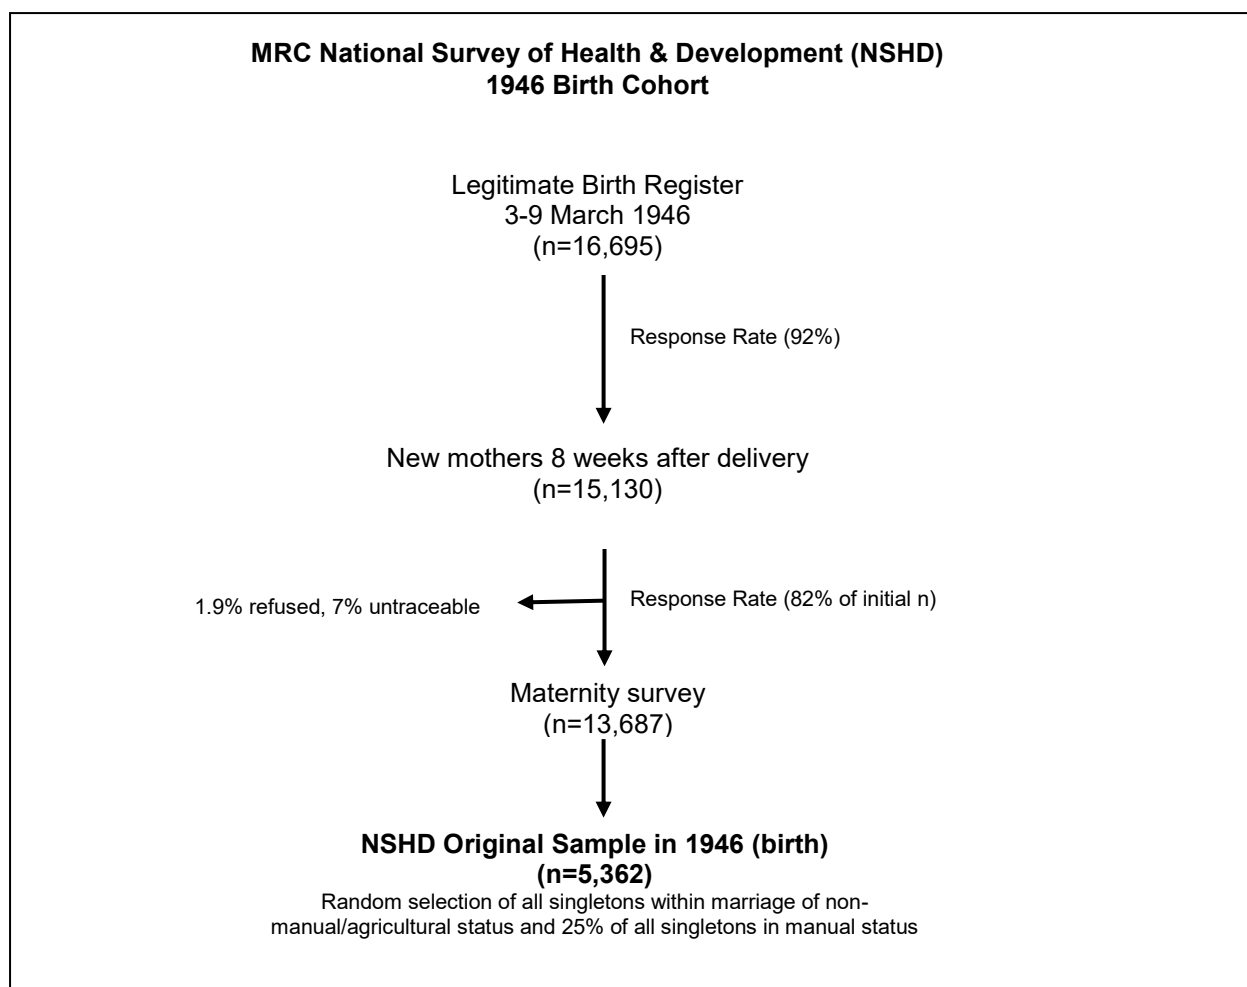 MRC National Survey of Health & Development (NSHD)
1946 Birth Cohort
Legitimate Birth Register
3-9 March 1946
(n=16,695)
Response Rate (92%)
New mothers 8 weeks after delivery
(n=15,130)
1.9% refused, 7% untraceable
Response Rate (82% of initial n)
Maternity survey
(n=13,687)
NSHD Original Sample in 1946 (birth)
(n=5,362)
Random selection of all singletons within marriage of non-
manual/agricultural status and 25% of all singletons in manual status